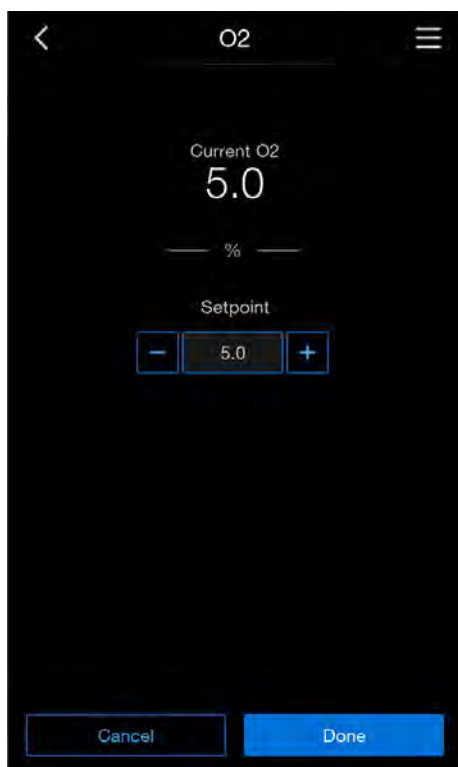 O2
Current O2
5.0
%
Setpoint
− 5.0 +
Cancel Done